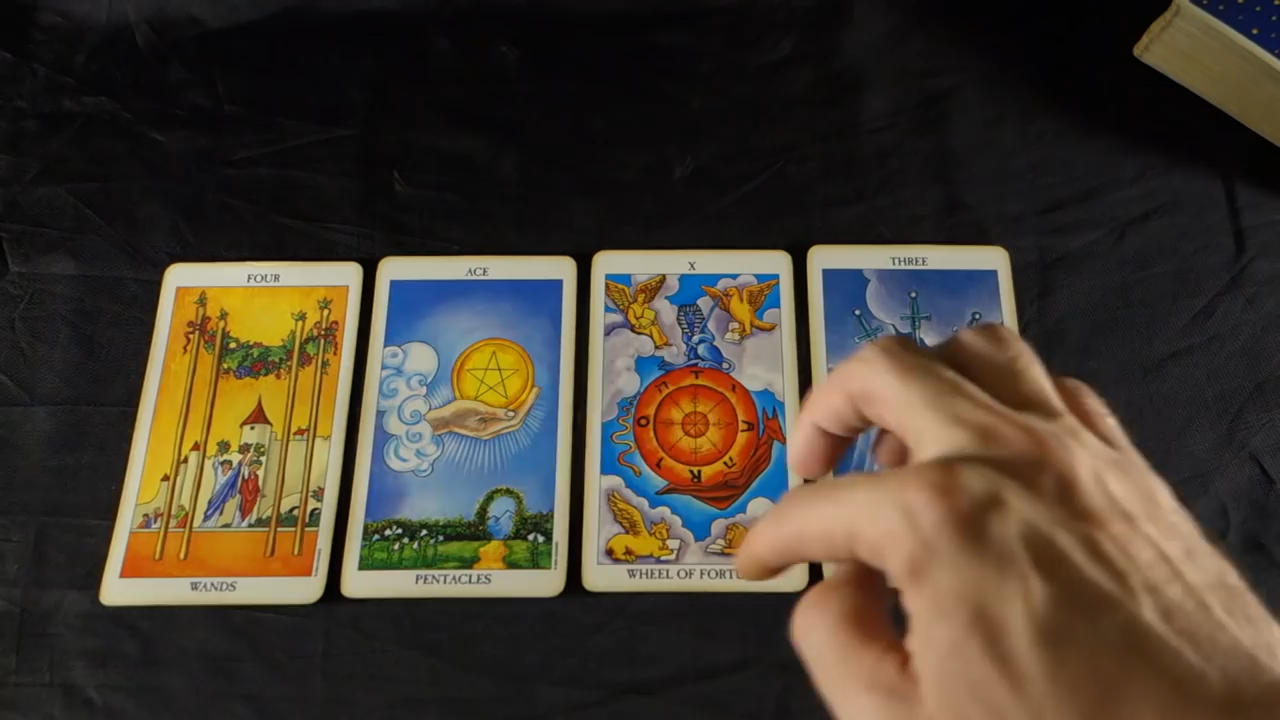 FOUR
WANDS
ACE
PENTACLES
X
WHEEL OF FORTU
THREE